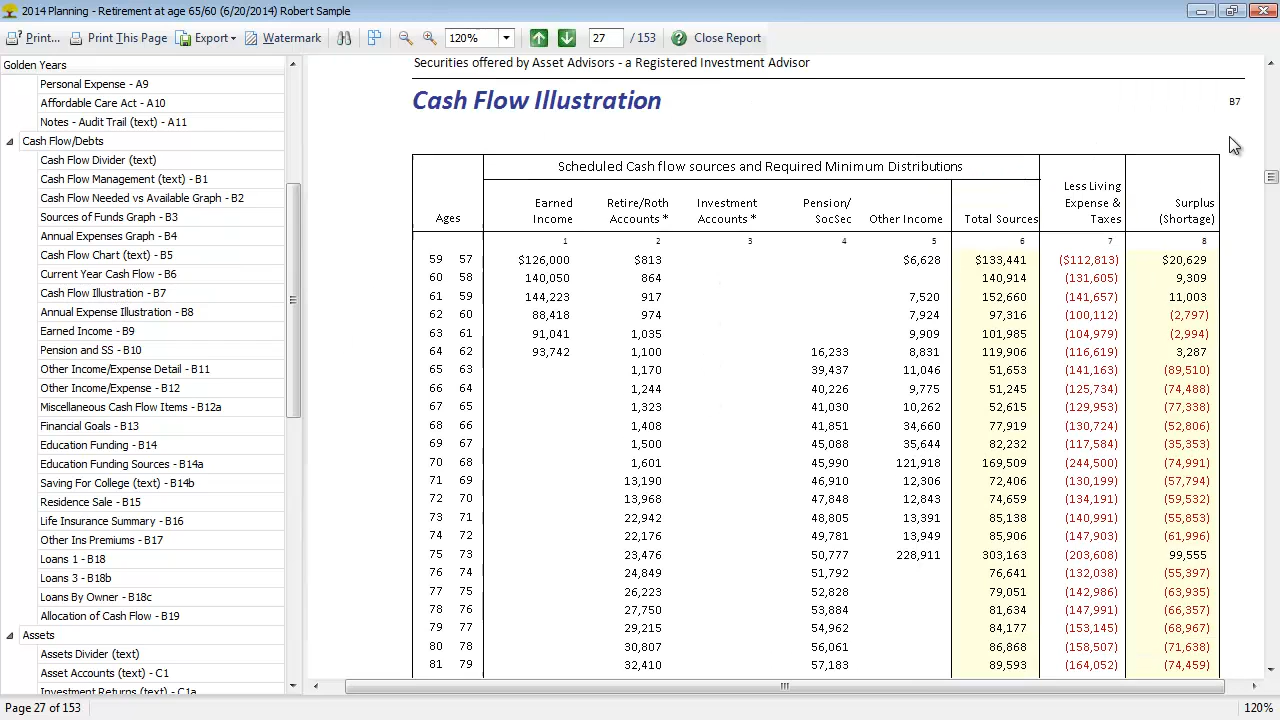 2014 Planning - Retirement at age 65/60 (6/20/2014) Robert Sample
Print... Print This Page Export Watermark 120% 27 / 153 Close Report
Golden Years
Personal Expense - A9
Affordable Care Act - A10
Notes - Audit Trail (text) - A11
Cash Flow/Debts
Cash Flow Divider (text)
Cash Flow Management (text) - B1
Cash Flow Needed vs Available Graph - B2
Sources of Funds Graph - B3
Annual Expenses Graph - B4
Cash Flow Chart (text) - B5
Current Year Cash Flow - B6
Cash Flow Illustration - B7
Annual Expense Illustration - B8
Earned Income - B9
Pension and SS - B10
Other Income/Expense Detail - B11
Other Income/Expense - B12
Miscellaneous Cash Flow Items - B12a
Financial Goals - B13
Education Funding - B14
Education Funding Sources - B14a
Saving For College (text) - B14b
Residence Sale - B15
Life Insurance Summary - B16
Other Ins Premiums - B17
Loans 1 - B18
Loans 3 - B18b
Loans By Owner - B18c
Allocation of Cash Flow - B19
Assets
Assets Divider (text)
Asset Accounts (text) - C1
Investment Returns (text) - C1a
Securities offered by Asset Advisors - a Registered Investment Advisor
Cash Flow Illustration B7
Scheduled Cash flow sources and Required Minimum Distributions
Less Living
Earned Retire/Roth Investment Pension/ Expense & Surplus
Ages Income Accounts * Accounts * SocSec Other Income Total Sources Taxes (Shortage)
1 2 3 4 5 6 7 8
59 57 $126,000 $813 $6,628 $133,441 ($112,813) $20,629
60 58 140,050 864 140,914 (131,605) 9,309
61 59 144,223 917 7,520 152,660 (141,657) 11,003
62 60 88,418 974 7,924 97,316 (100,112) (2,797)
63 61 91,041 1,035 9,909 101,985 (104,979) (2,994)
64 62 93,742 1,100 16,233 8,831 119,906 (116,619) 3,287
65 63 1,170 39,437 11,046 51,653 (141,163) (89,510)
66 64 1,244 40,226 9,775 51,245 (125,734) (74,488)
67 65 1,323 41,030 10,262 52,615 (129,953) (77,338)
68 66 1,408 41,851 34,660 77,919 (130,724) (52,806)
69 67 1,500 45,088 35,644 82,232 (117,584) (35,353)
70 68 1,601 45,990 121,918 169,509 (244,500) (74,991)
71 69 13,190 46,910 12,306 72,406 (130,199) (57,794)
72 70 13,968 47,848 12,843 74,659 (134,191) (59,532)
73 71 22,942 48,805 13,391 85,138 (140,991) (55,853)
74 72 22,176 49,781 13,949 85,906 (147,903) (61,996)
75 73 23,476 50,777 228,911 303,163 (203,608) 99,555
76 74 24,849 51,792 76,641 (132,038) (55,397)
77 75 26,223 52,828 79,051 (142,986) (63,935)
78 76 27,750 53,884 81,634 (147,991) (66,357)
79 77 29,215 54,962 84,177 (153,145) (68,967)
80 78 30,807 56,061 86,868 (158,507) (71,638)
81 79 32,410 57,183 89,593 (164,052) (74,459)
Page 27 of 153 120%